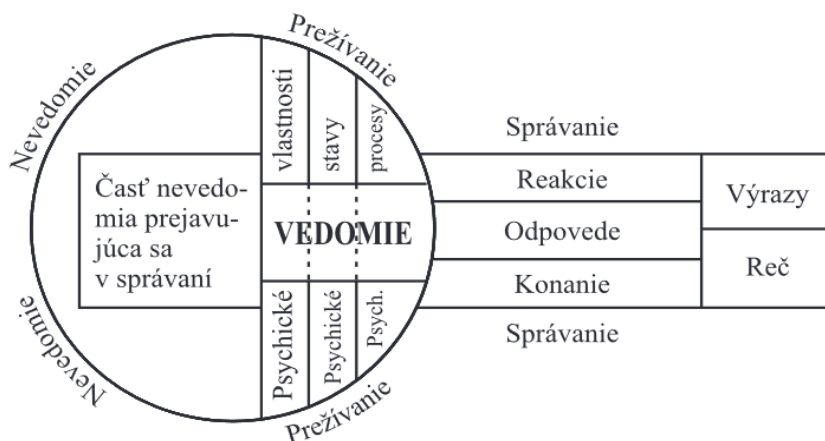 Nevedomie
Prežívanie
vlastnosti
stavy
procesy
Správanie
Časť nevedo-
mia prejavu-
júca sa
v správaní
VEDOMIE
Reakcie
Odpovede
Konanie
Výrazy
Reč
Psychické
Psychické
Psych.
Správanie
Nevedomie
Prežívanie